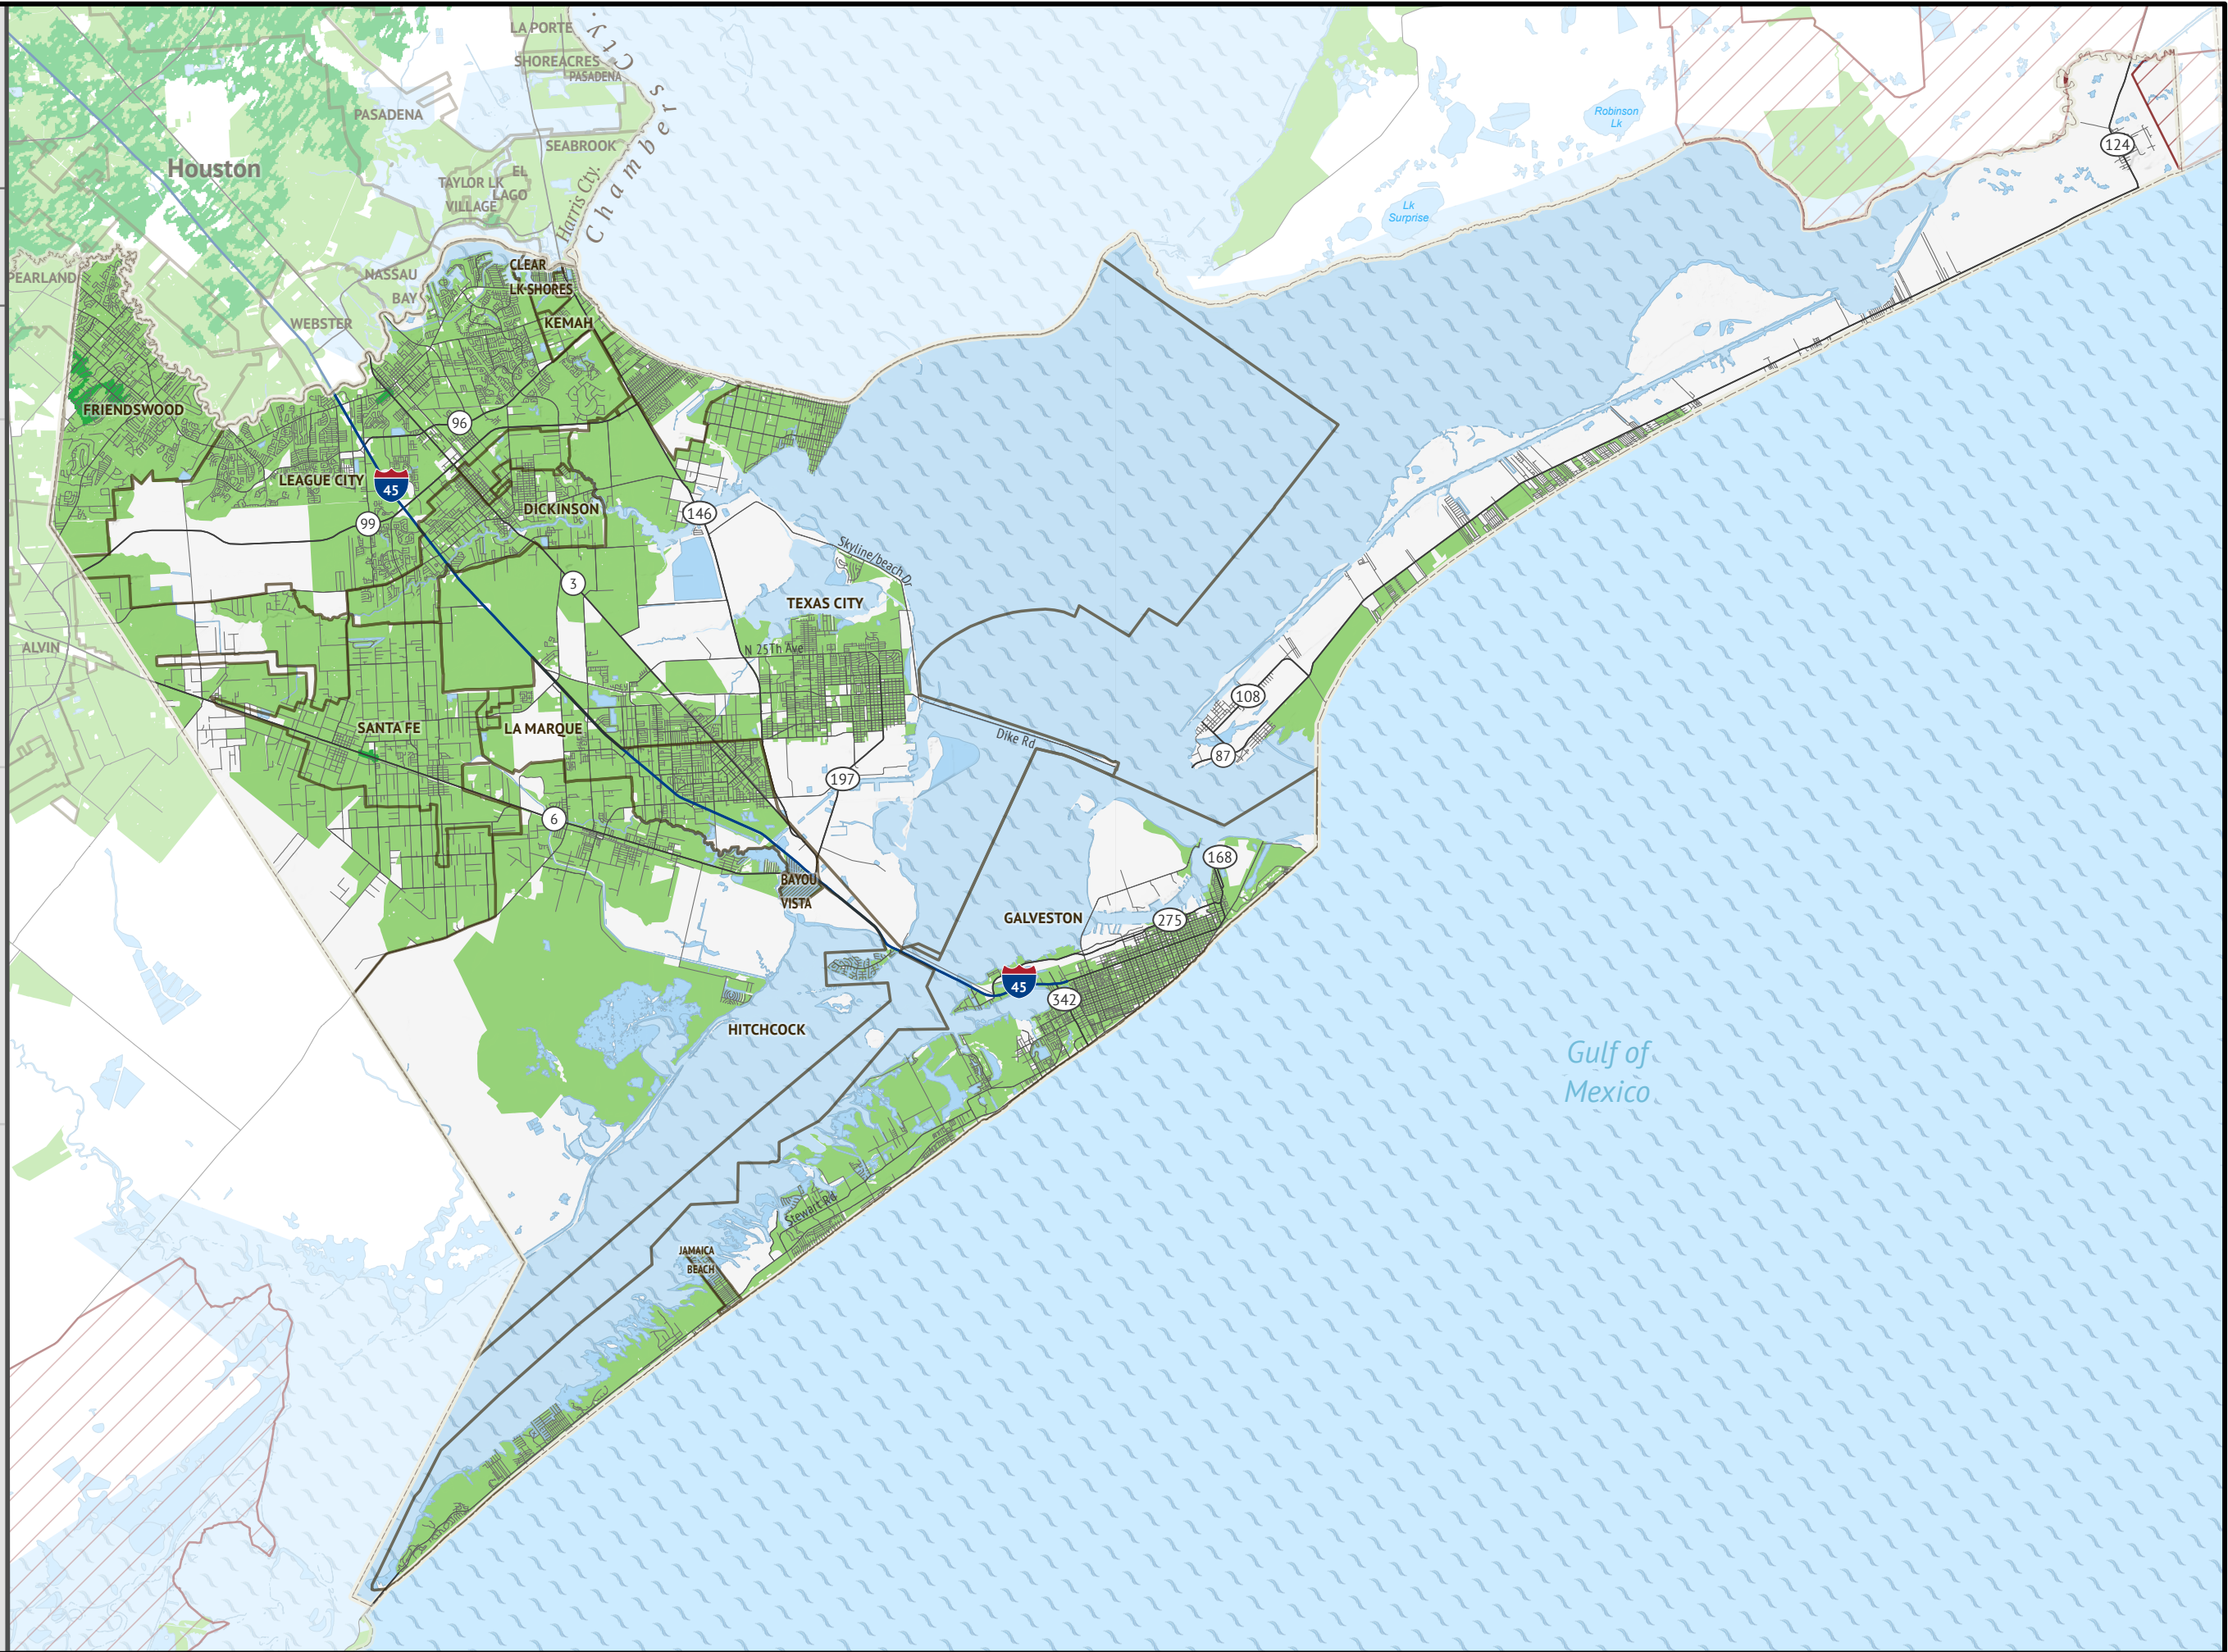 LA PORTE
SHOREACRES
PASADENA
Chambers Cty.
Harris Cty.
PASADENA
SEABROOK
Houston
EL
LAGO
TAYLOR LK
VILLAGE
Robinson
Lk
Lk
Surprise
124
PEARLAND
NASSAU
BAY
WEBSTER
CLEAR
LK SHORES
KEMAH
FRIENDSWOOD
96
LEAGUE CITY
45
99
DICKINSON
146
Skyline/beach Dr
3
TEXAS CITY
ALVIN
N 25Th Ave
108
87
SANTA FE
LA MARQUE
Dike Rd
197
6
168
BAYOU
VISTA
GALVESTON
275
45
342
HITCHCOCK
Gulf of
Mexico
Stewart Rd
JAMAICA
BEACH